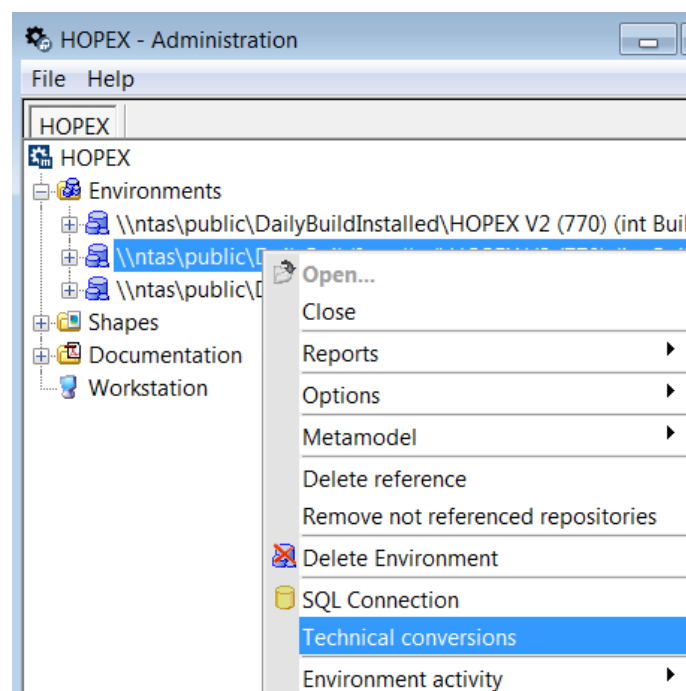 HOPEX - Administration
File Help
HOPEX
HOPEX
Environments
\\ntas\public\DailyBuildInstalled\HOPEX V2 (770) (int Bui
\\ntas\public\
\\ntas\public\
Open...
Close
Shapes
Reports
Documentation
Workstation
Options
Metamodel
Delete reference
Remove not referenced repositories
Delete Environment
SQL Connection
Technical conversions
Environment activity